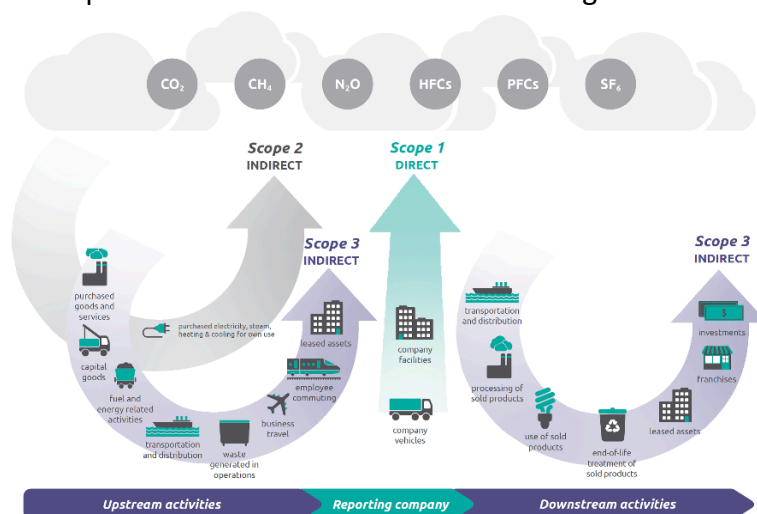 CO₂
CH₄
N₂O
HFCs
PFCs
SF₆
Scope 2
INDIRECT
Scope 1
DIRECT
Scope 3
INDIRECT
Scope 3
INDIRECT
purchased
goods and
services
capital
goods
fuel and
energy related
activities
purchased electricity, steam,
heating & cooling for own use
transportation
and distribution
waste
generated in
operations
business
travel
employee
commuting
leased assets
company
facilities
company
vehicles
transportation
and distribution
processing of
sold products
use of sold
products
end-of-life
treatment of
sold products
leased assets
franchises
investments
$
Upstream activities
Reporting company
Downstream activities